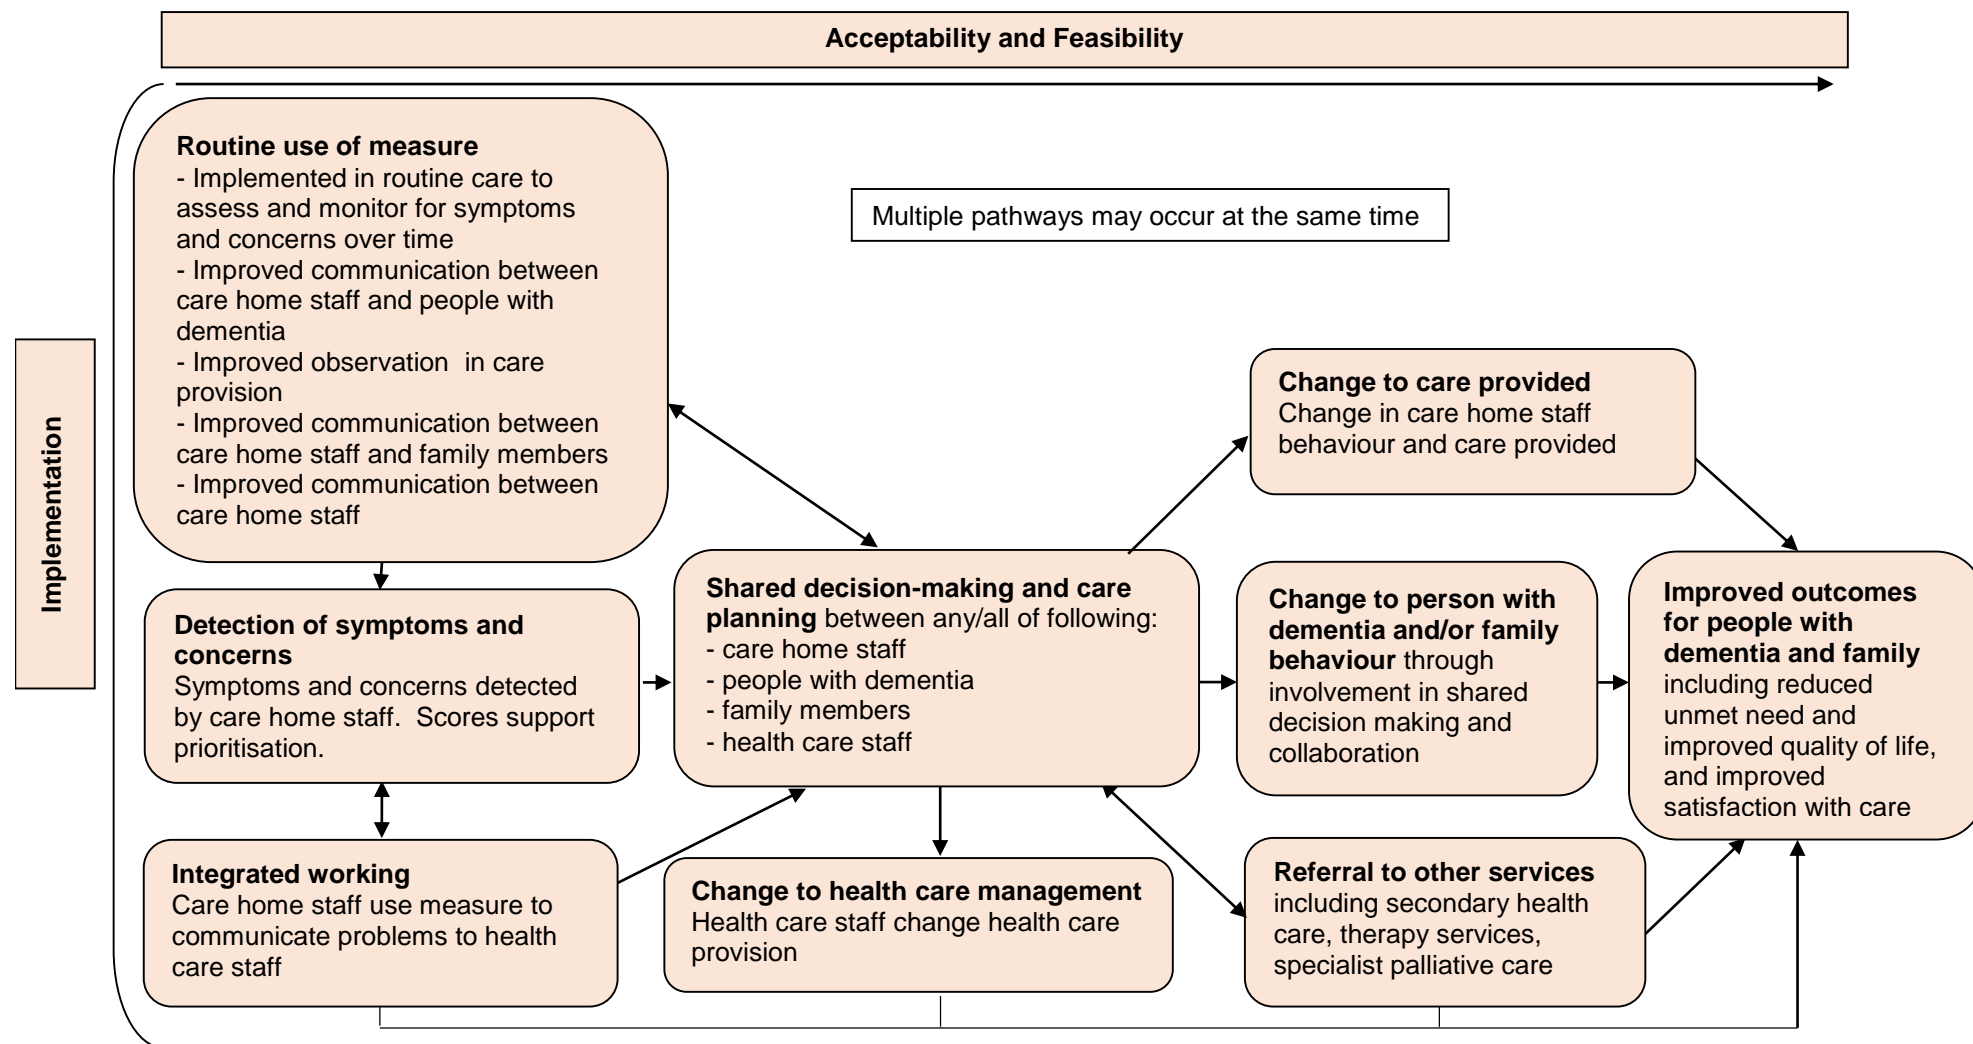 Acceptability and Feasibility
Routine use of measure
- Implemented in routine care to
assess and monitor for symptoms
and concerns over time
- Improved communication between
care home staff and people with
dementia
- Improved observation  in care
provision
- Improved communication between
care home staff and family members
- Improved communication between
care home staff
Multiple pathways may occur at the same time
Implementation
Detection of symptoms and
concerns
Symptoms and concerns detected
by care home staff.  Scores support
prioritisation.
Integrated working
Care home staff use measure to
communicate problems to health
care staff
Shared decision-making and care
planning between any/all of following:
- care home staff
- people with dementia
- family members
- health care staff
Change to health care management
Health care staff change health care
provision
Change to care provided
Change in care home staff
behaviour and care provided
Change to person with
dementia and/or family
behaviour through
involvement in shared
decision making and
collaboration
Referral to other services
including secondary health
care, therapy services,
specialist palliative care
Improved outcomes
for people with
dementia and family
including reduced
unmet need and
improved quality of life,
and improved
satisfaction with care